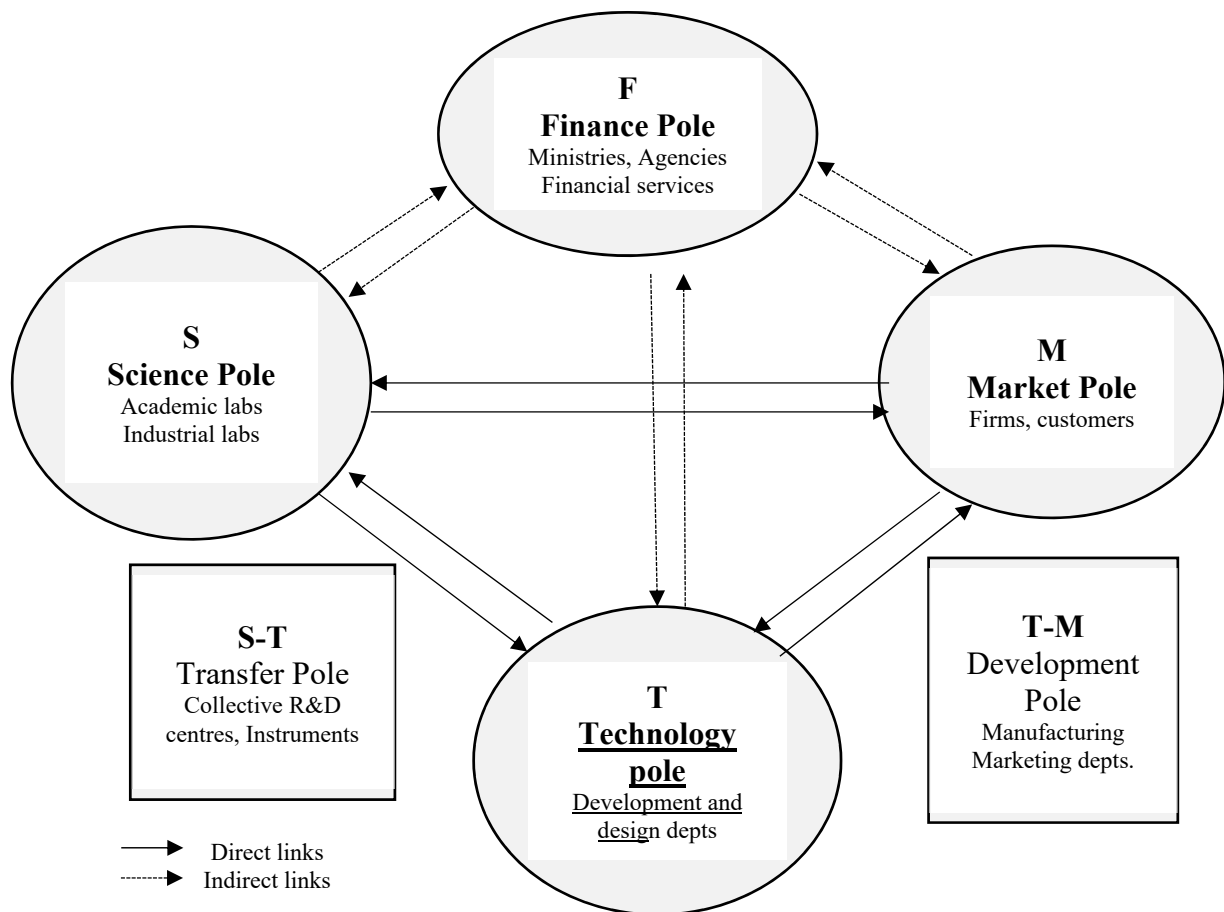 F
Finance Pole
Ministries, Agencies
Financial services
S
Science Pole
Academic labs
Industrial labs
M
Market Pole
Firms, customers
S-T
Transfer Pole
Collective R&D
centres, Instruments
T
Technology
pole
Development and
design depts
T-M
Development
Pole
Manufacturing
Marketing depts.
Direct links
Indirect links